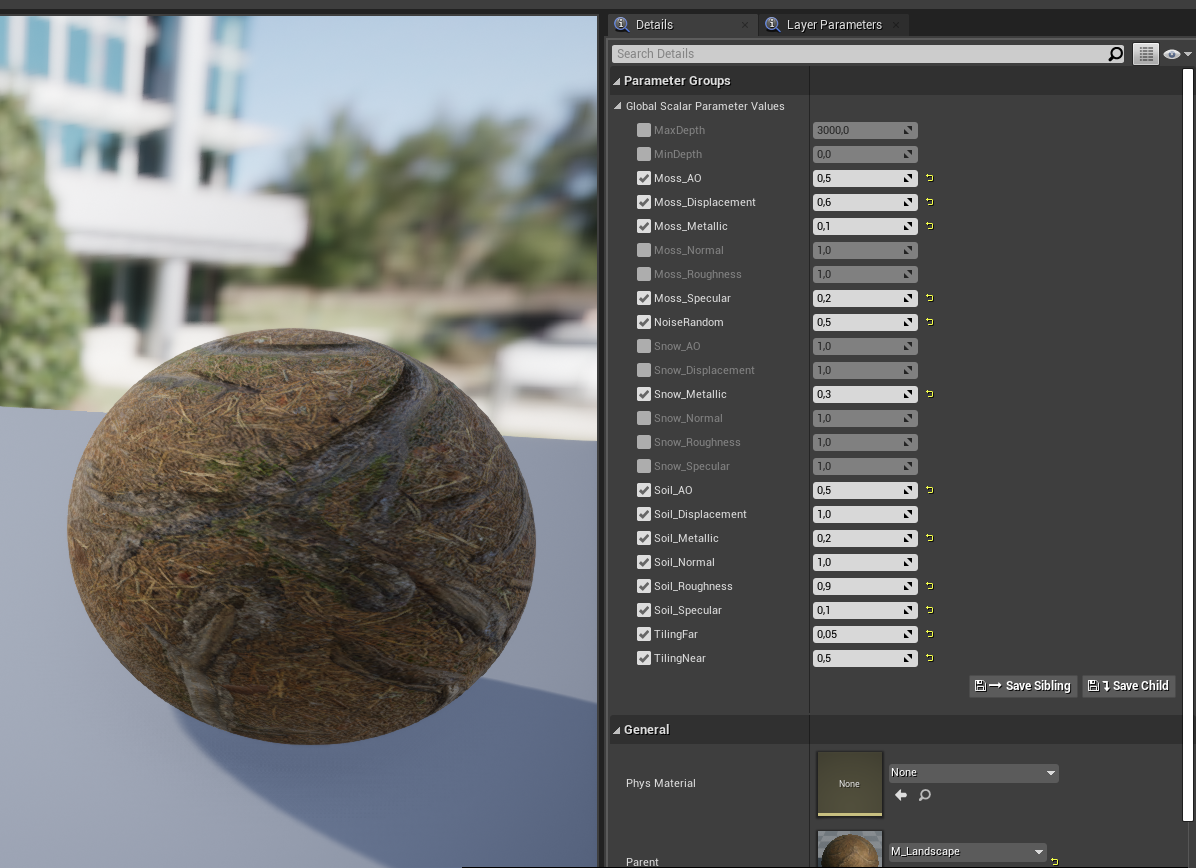 Details
Layer Parameters
Search Details
Parameter Groups
Global Scalar Parameter Values
MaxDepth 3000,0
MinDepth 0,0
Moss_AO 0,5
Moss_Displacement 0,6
Moss_Metallic 0,1
Moss_Normal 1,0
Moss_Roughness 1,0
Moss_Specular 0,2
NoiseRandom 0,5
Snow_AO 1,0
Snow_Displacement 1,0
Snow_Metallic 0,3
Snow_Normal 1,0
Snow_Roughness 1,0
Snow_Specular 1,0
Soil_AO 0,5
Soil_Displacement 1,0
Soil_Metallic 0,2
Soil_Normal 1,0
Soil_Roughness 0,9
Soil_Specular 0,1
TilingFar 0,05
TilingNear 0,5
Save Sibling Save Child
General
None
Phys Material None
M_Landscape
Parent